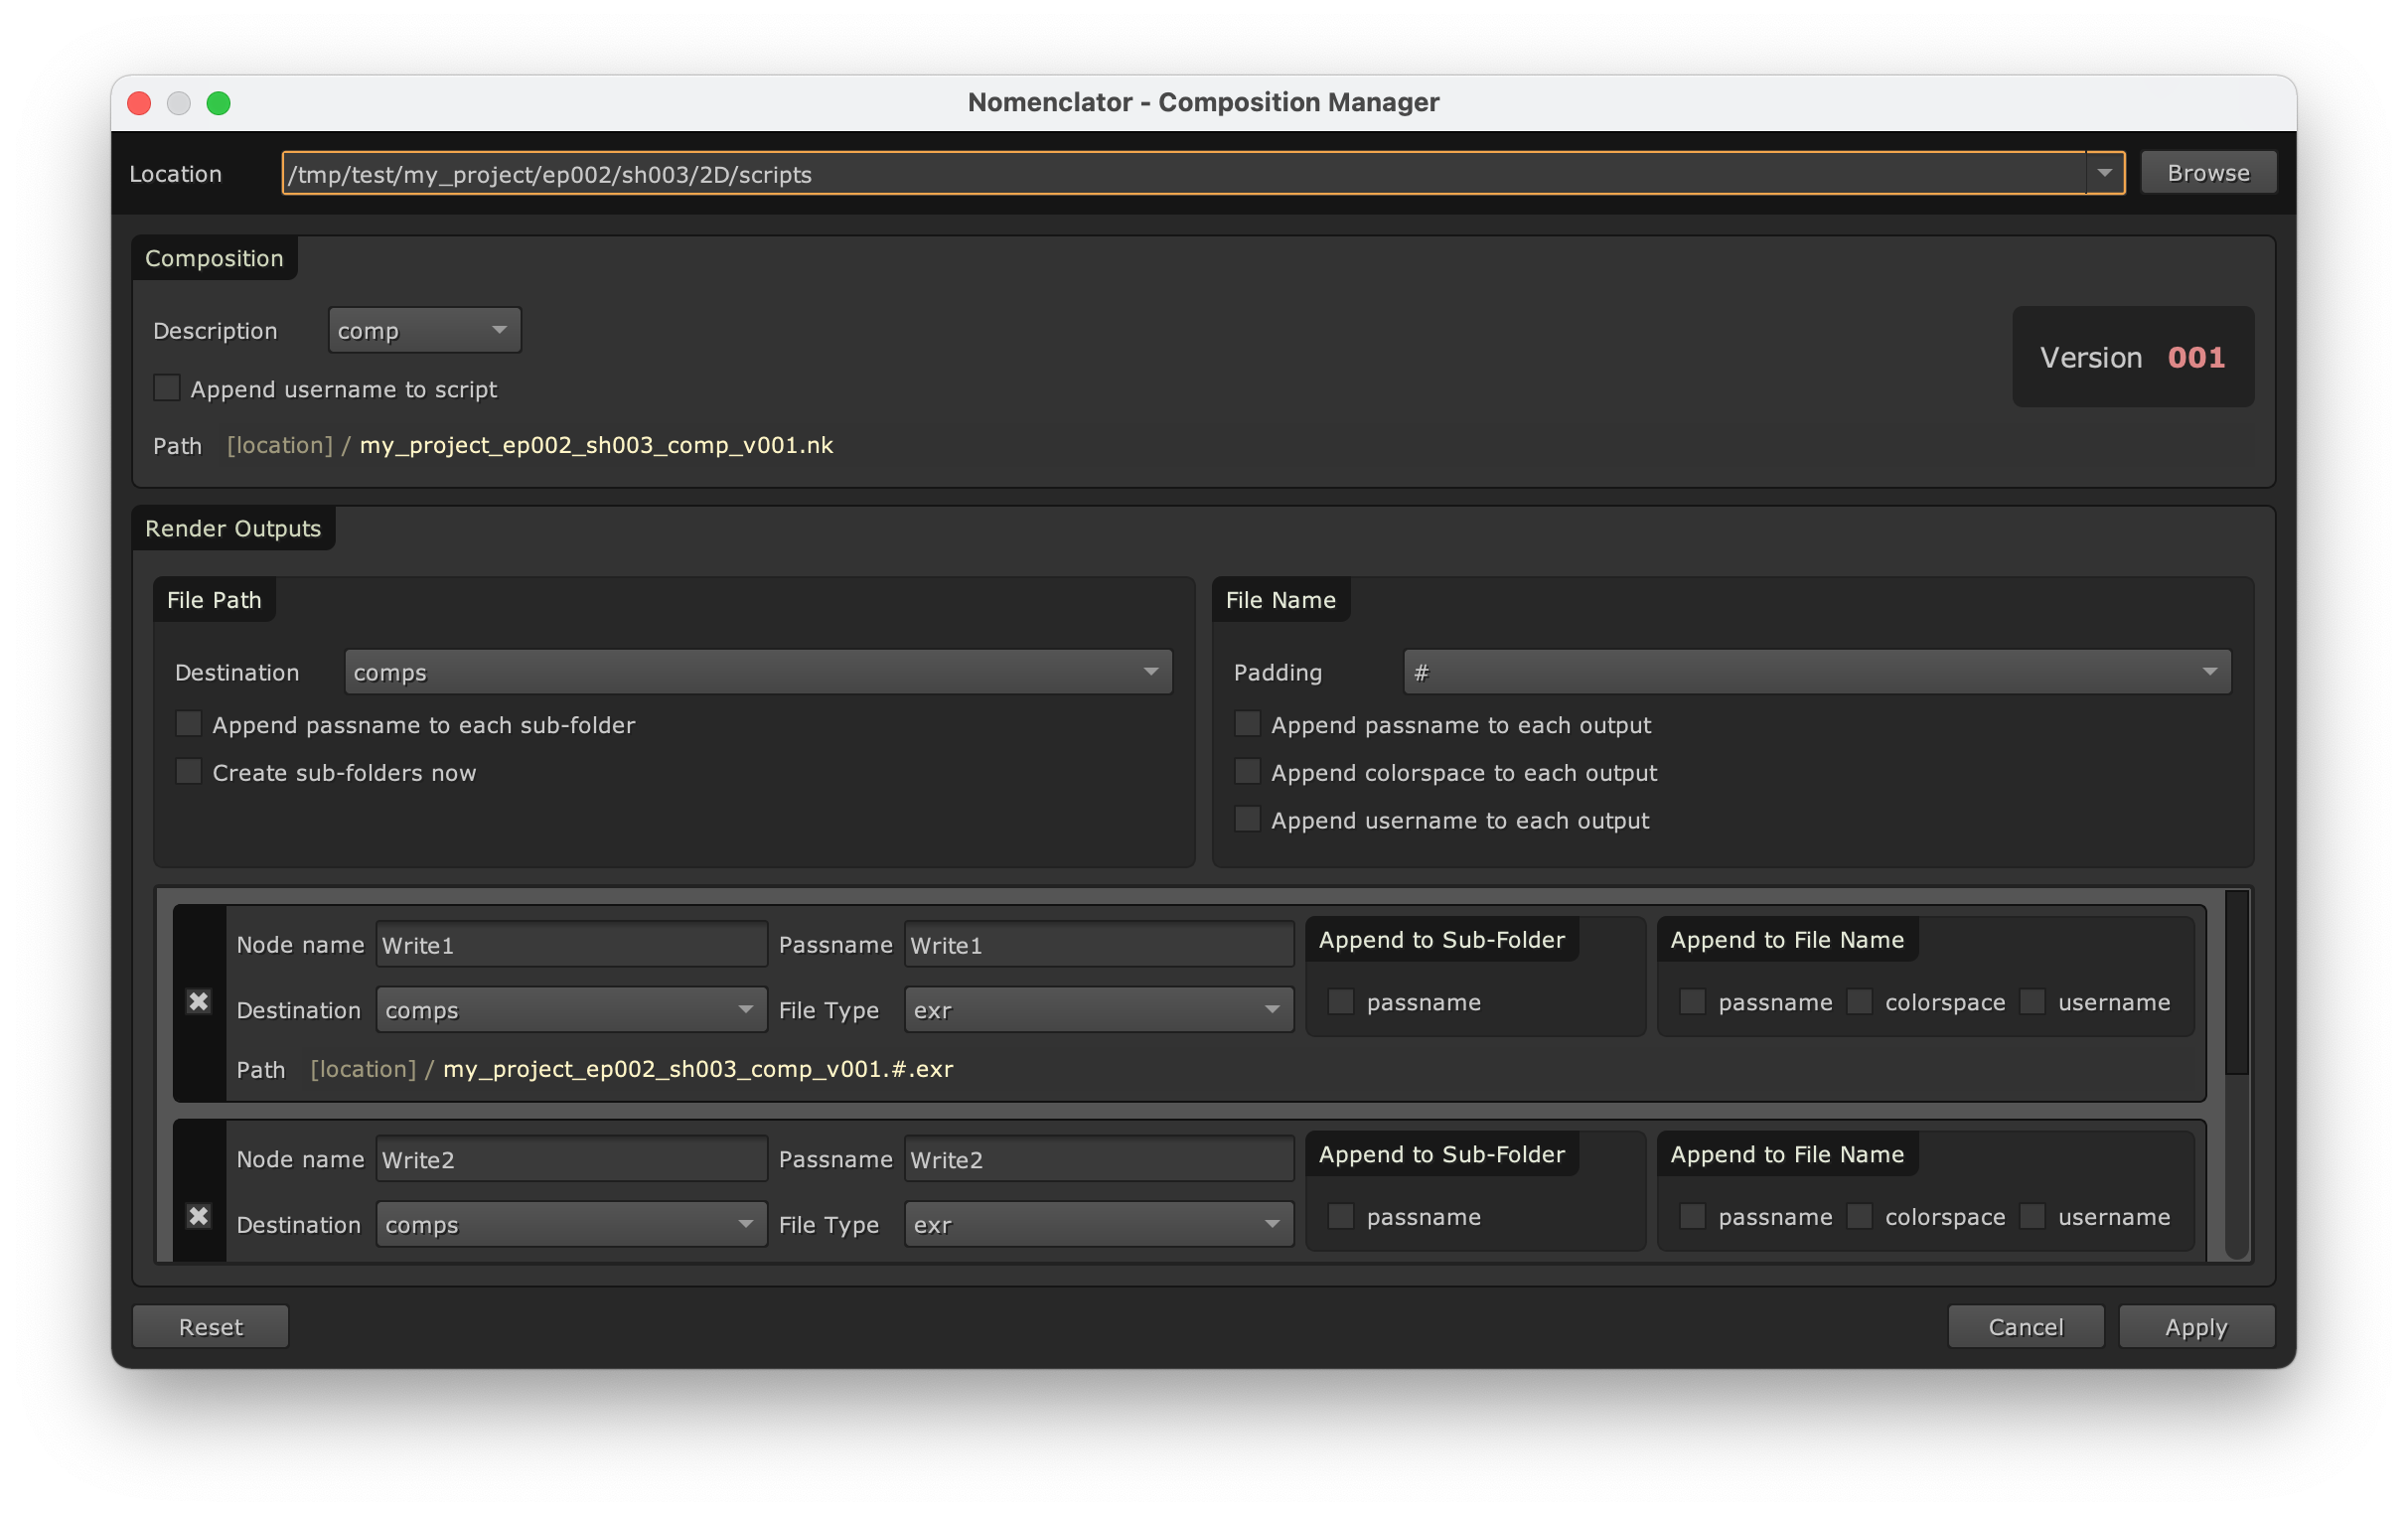 Nomenclator - Composition Manager
Location /tmp/test/my_project/ep002/sh003/2D/scripts Browse
Composition
Description comp
Version 001
Append username to script
Path [location] / my_project_ep002_sh003_comp_v001.nk
Render Outputs
File Path
Destination comps
Append passname to each sub-folder
Create sub-folders now
File Name
Padding #
Append passname to each output
Append colorspace to each output
Append username to each output
Node name Write1 Passname Write1
Destination comps File Type exr
Append to Sub-Folder
passname
Append to File Name
passname colorspace username
Path [location] / my_project_ep002_sh003_comp_v001.#.exr
Node name Write2 Passname Write2
Destination comps File Type exr
Append to Sub-Folder
passname
Append to File Name
passname colorspace username
Reset Cancel Apply